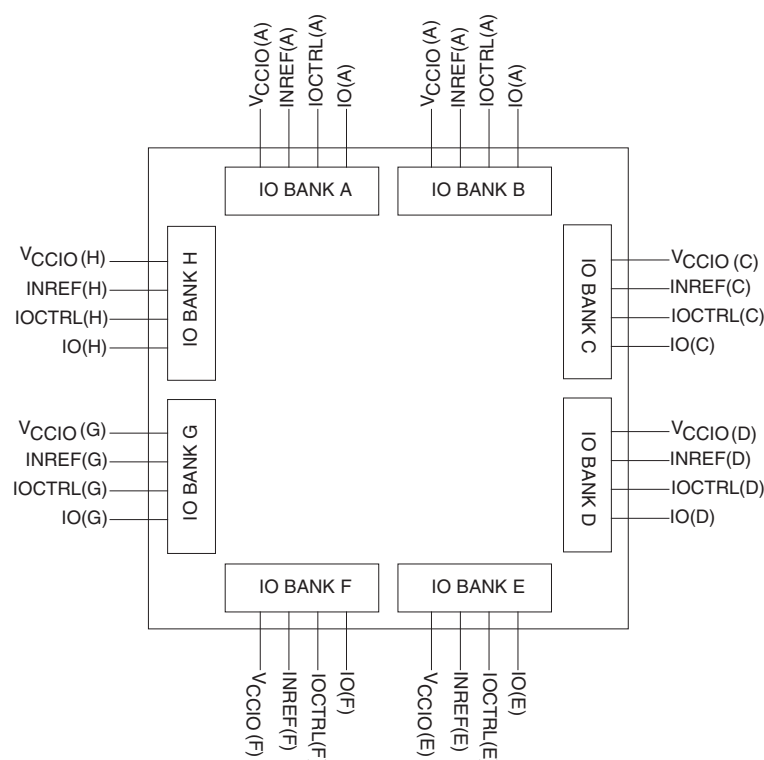 VCCIO(A)
INREF(A)
IOCTRL(A)
IO(A)
VCCIO(A)
INREF(A)
IOCTRL(A)
IO(A)
IO BANK A
IO BANK B
VCCIO(H)
INREF(H)
IOCTRL(H)
IO(H)
IO BANK H
IO BANK C
VCCIO (C)
INREF(C)
IOCTRL(C)
IO(C)
VCCIO (G)
INREF(G)
IOCTRL(G)
IO(G)
IO BANK G
IO BANK D
VCCIO(D)
INREF(D)
IOCTRL(D)
IO(D)
IO BANK F
IO BANK E
VCCIO (F)
INREF(F)
IOCTRL(F
IO(F)
VCCIO(E)
INREF(E)
IOCTRL(E
IO(E)